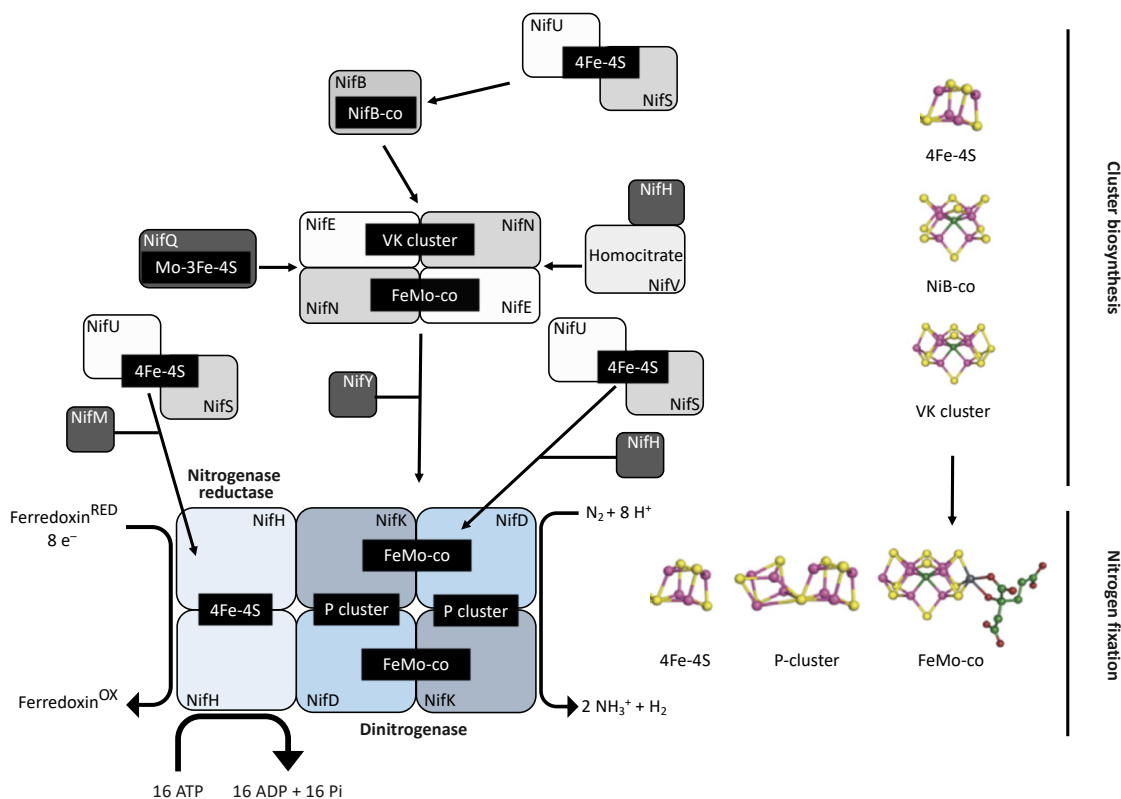 NifU
4Fe-4S
NifS
NifB
NifB-co
NifH
NifE
NifN
VK cluster
NifQ
Mo-3Fe-4S
Homocitrate
NifV
FeMo-co
NifN
NifE
NifU
4Fe-4S
NifS
NifU
4Fe-4S
NifS
NifY
NifM
NifH
Nitrogenase
reductase
Ferredoxin^RED
8 e⁻
NifH
NifK
NifD
N₂ + 8 H⁺
FeMo-co
4Fe-4S
P cluster
P cluster
FeMo-co
Ferredoxin^OX
NifH
NifD
NifK
2 NH₃⁺ + H₂
Dinitrogenase
16 ATP
16 ADP + 16 Pi
4Fe-4S
NiB-co
VK cluster
Cluster biosynthesis
4Fe-4S
P-cluster
FeMo-co
Nitrogen fixation